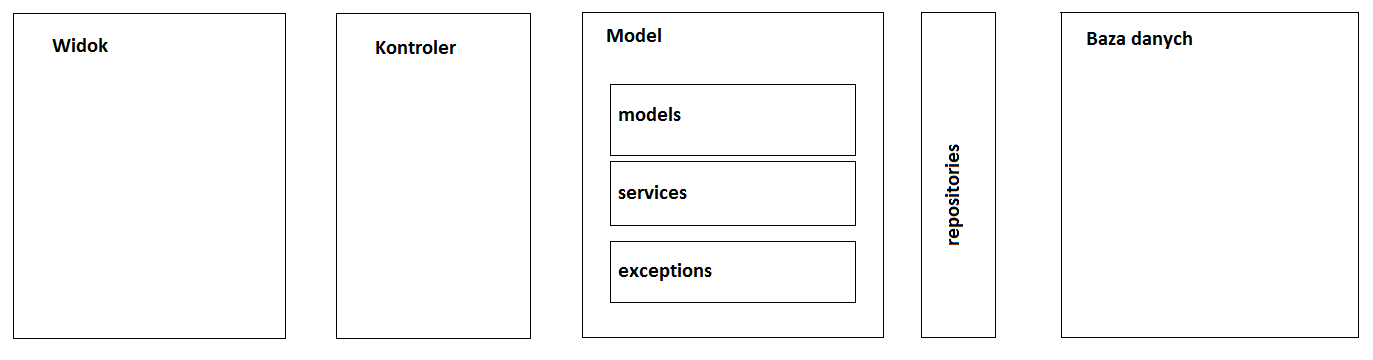 Widok
Kontroler
Model
models
services
exceptions
repositories
Baza danych